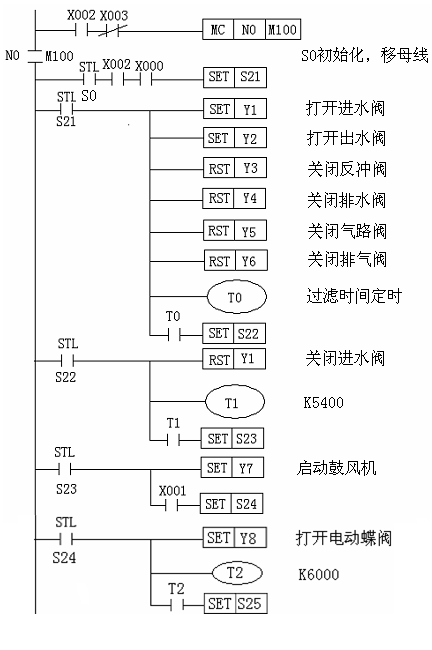 X002 X003
MC N0 M100
N0 M100
S0初始化，移母线
STL X002 X000
SET S21
S0
STL
S21
SET Y1 打开进水阀
SET Y2 打开出水阀
RST Y3 关闭反冲阀
RST Y4 关闭排水阀
RST Y5 关闭气路阀
RST Y6 关闭排气阀
T0 过滤时间定时
T0
SET S22
STL
S22
RST Y1 关闭进水阀
T1 K5400
T1
SET S23
STL
S23
SET Y7 启动鼓风机
X001
SET S24
STL
S24
SET Y8 打开电动蝶阀
T2 K6000
T2
SET S25